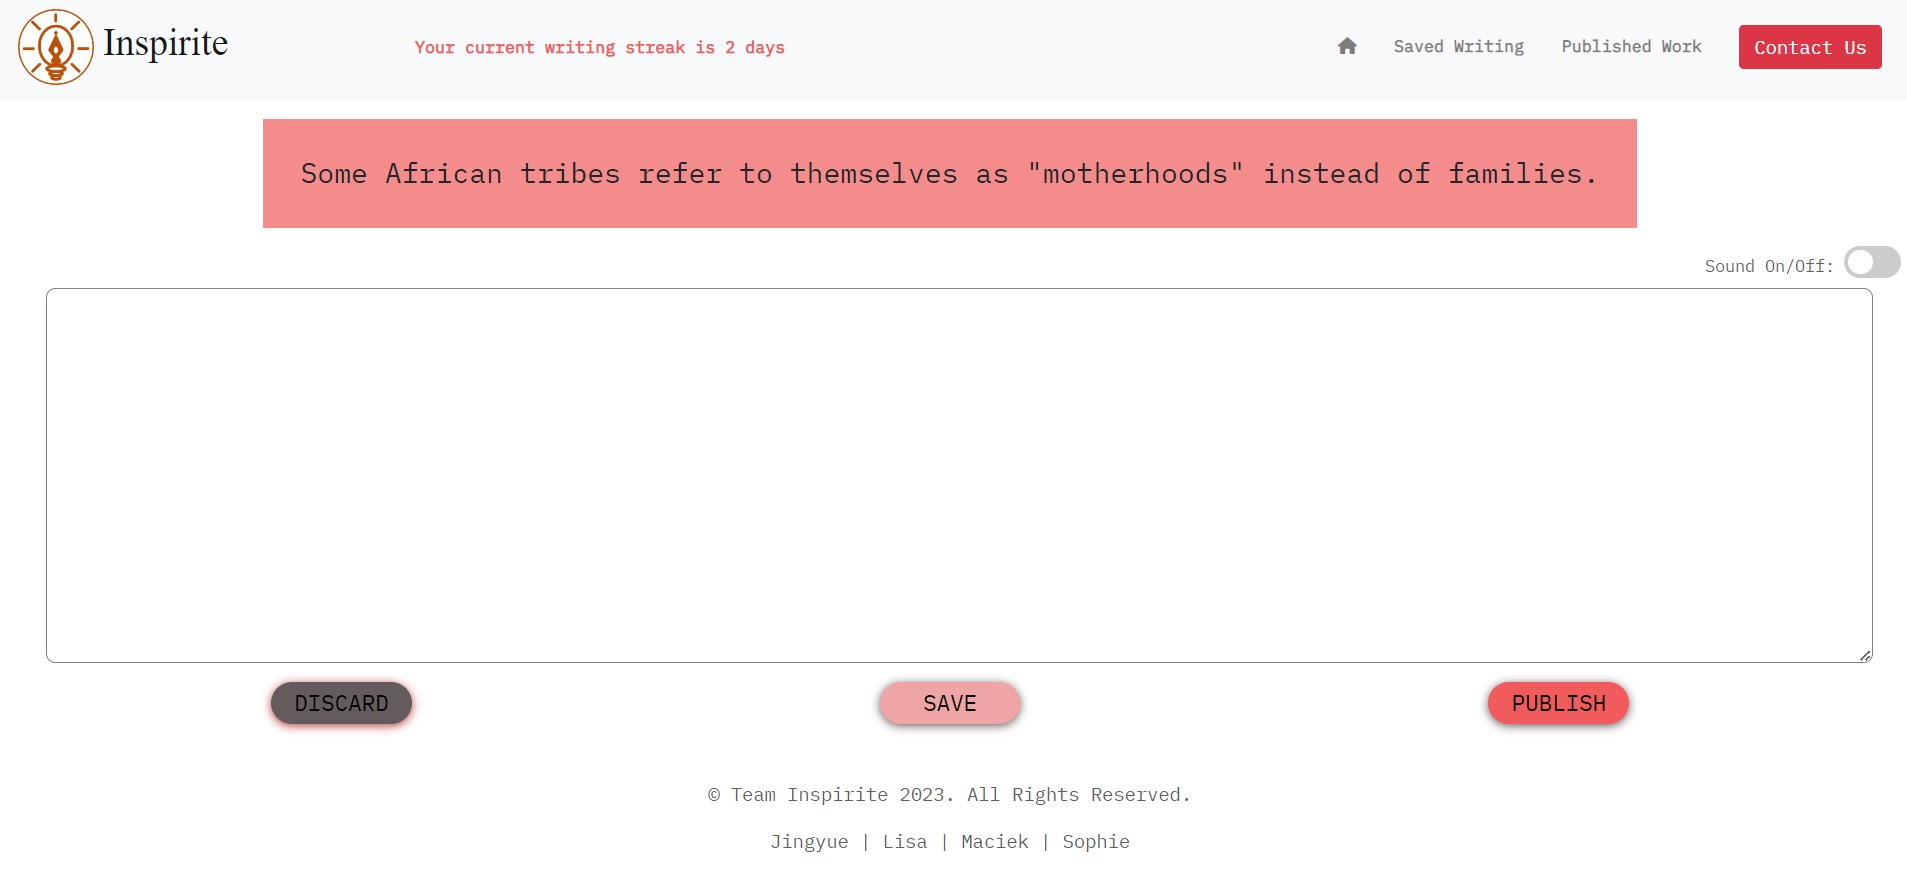 Inspirite
Your current writing streak is 2 days
Saved Writing
Published Work
Contact Us
Some African tribes refer to themselves as "motherhoods" instead of families.
Sound On/Off:
DISCARD
SAVE
PUBLISH
© Team Inspirite 2023. All Rights Reserved.
Jingyue | Lisa | Maciek | Sophie